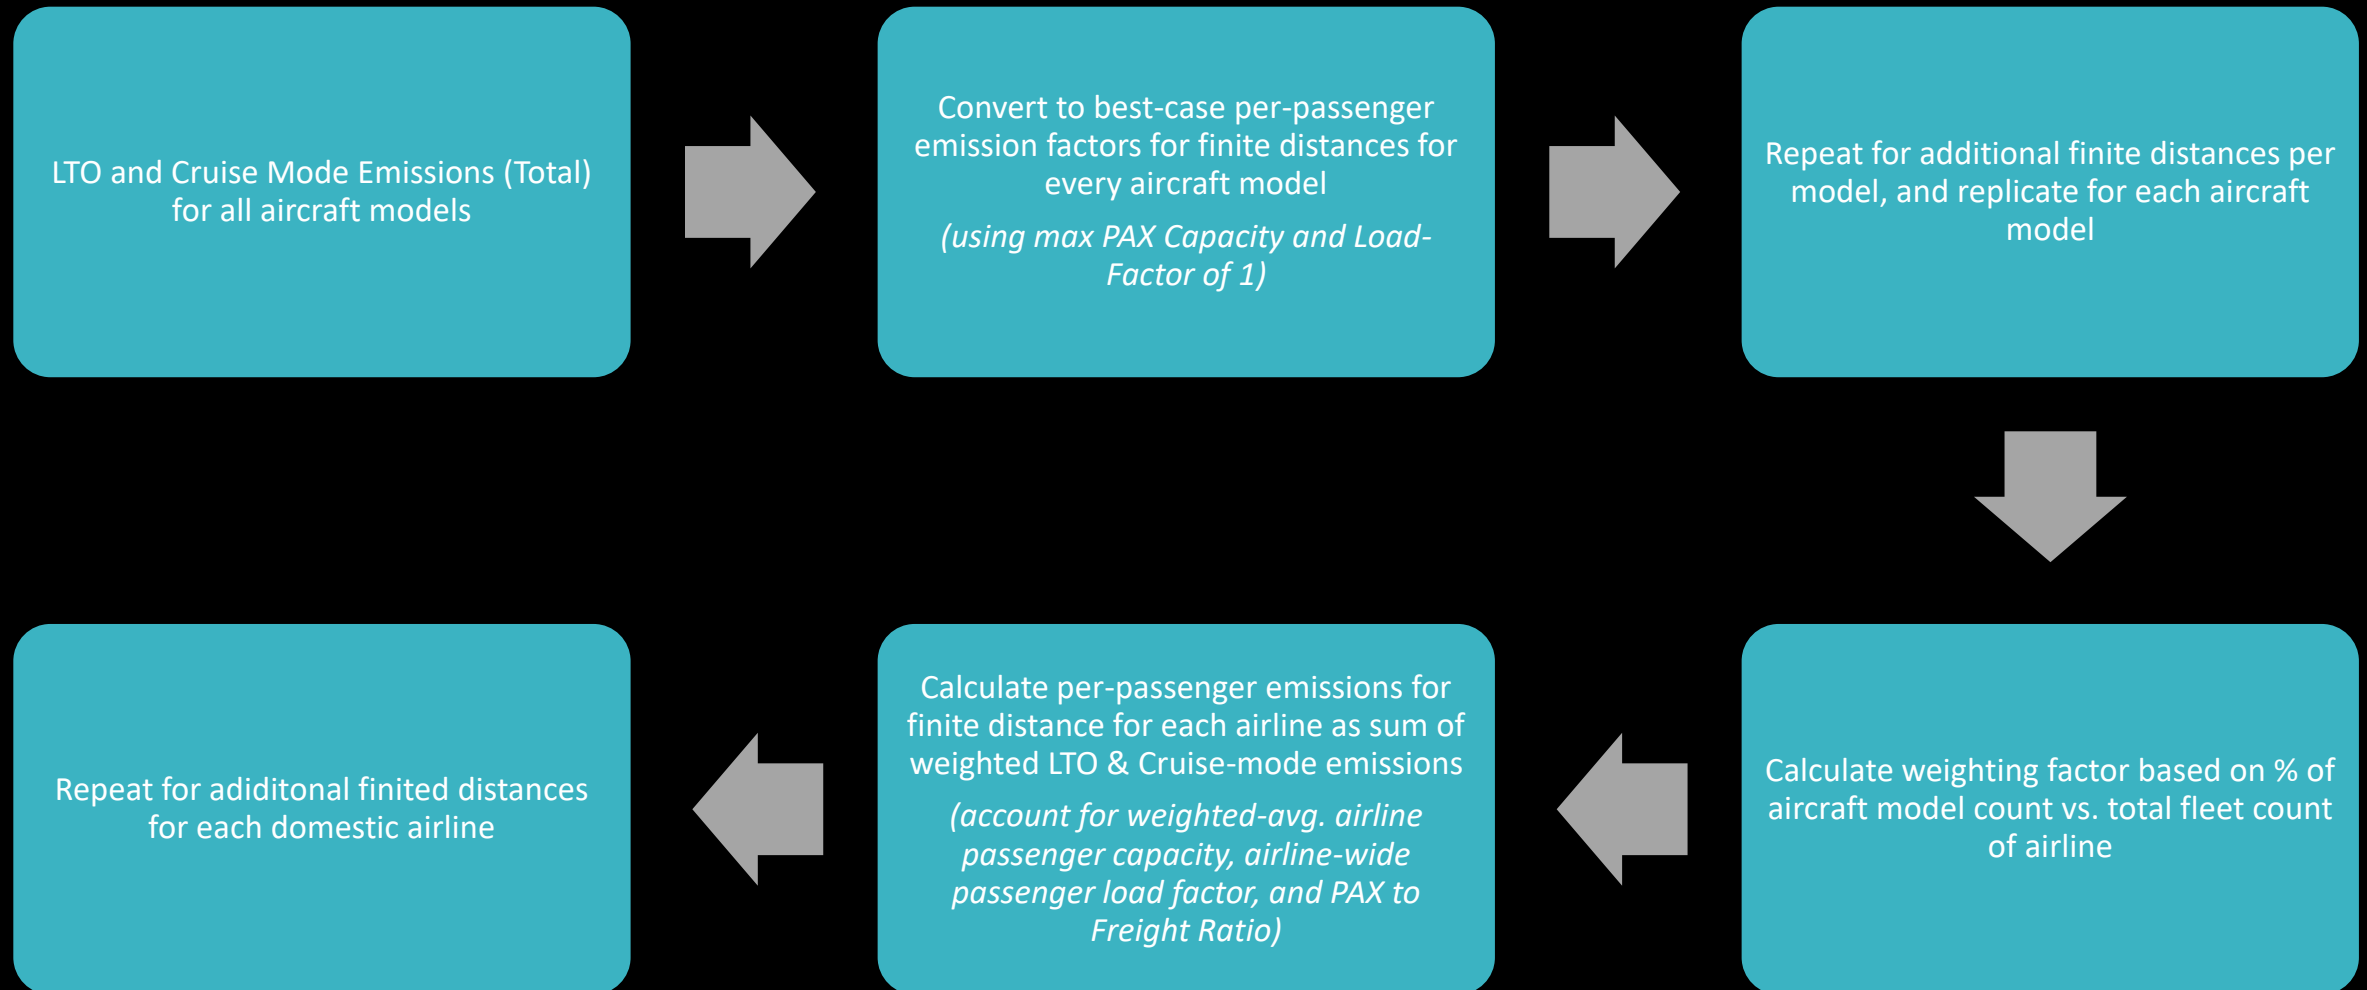 LTO and Cruise Mode Emissions (Total)
for all aircraft models
Convert to best-case per-passenger
emission factors for finite distances for
every aircraft model
(using max PAX Capacity and Load-
Factor of 1)
Repeat for additional finite distances per
model, and replicate for each aircraft
model
Calculate weighting factor based on % of
aircraft model count vs. total fleet count
of airline
Calculate per-passenger emissions for
finite distance for each airline as sum of
weighted LTO & Cruise-mode emissions
(account for weighted-avg. airline
passenger capacity, airline-wide
passenger load factor, and PAX to
Freight Ratio)
Repeat for adiditonal finited distances
for each domestic airline